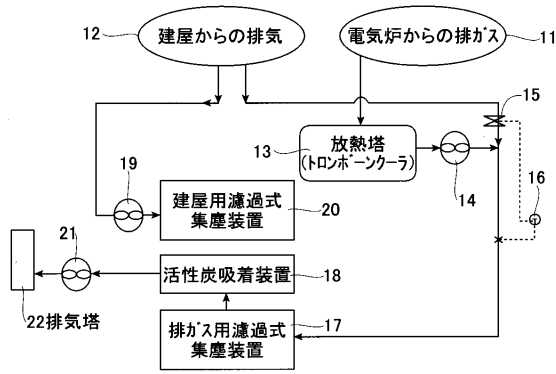 12
建屋からの排気
電気炉からの排ガス
11
15
13
放熱塔
(トロンボーンクーラ)
14
16
19
建屋用濾過式
集塵装置
20
21
活性炭吸着装置
18
22排気塔
排ガス用濾過式
集塵装置
17